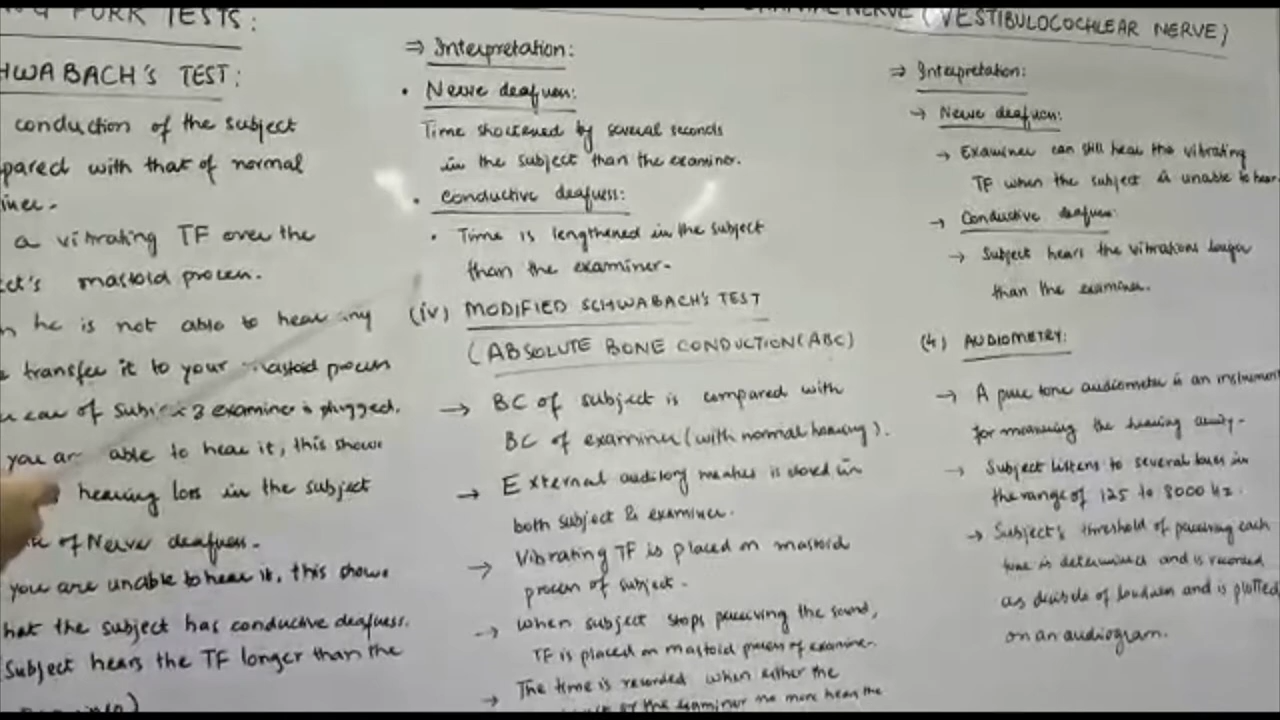 FORK TESTS:
HWABACH'S TEST:
conduction of the subject
pared with that of normal
iner.
a vibrating TF over the
ect's mastoid process.
he is not able to hear any
transfer it to your mastoid process
ear of subject & examiner is plugged.
you are able to hear it, this shows
hearing loss in the subject
of Nerve deafness.
you are unable to hear it, this shows
hat the subject has conductive deafness.
Subject hears the TF longer than the
NERVE (VESTIBULOCOCHLEAR NERVE)
⇒ Interpretation:
• Nerve deafness:
Time shortened by several seconds
in the subject than the examiner.
• Conductive deafness:
• Time is lengthened in the subject
than the examiner.
(iv) MODIFIED SCHWABACH'S TEST
(ABSOLUTE BONE CONDUCTION (ABC)
→ BC of subject is compared with
BC of examiner (with normal hearing).
→ External auditory meatus is closed in
both subject & examiner.
→ Vibrating TF is placed on mastoid
process of subject.
→ When subject stops perceiving the sound,
TF is placed on mastoid process of examiner.
→ The time is recorded when either the
the examiner no more hears the
⇒ Interpretation:
→ Nerve deafness:
→ Examiner can still hear the vibrating
TF when the subject is unable to hear
→ Conductive deafness:
→ Subject hears the vibrations longer
than the examiner.
(4) AUDIOMETRY:
→ A pure tone audiometer is an instrument
for measuring the hearing acuity.
→ Subject listens to several tones in
the range of 125 to 8000 Hz.
→ Subject's threshold of perceiving each
tone is determined and is recorded
as decibels of loudness and is plotted
on an audiogram.